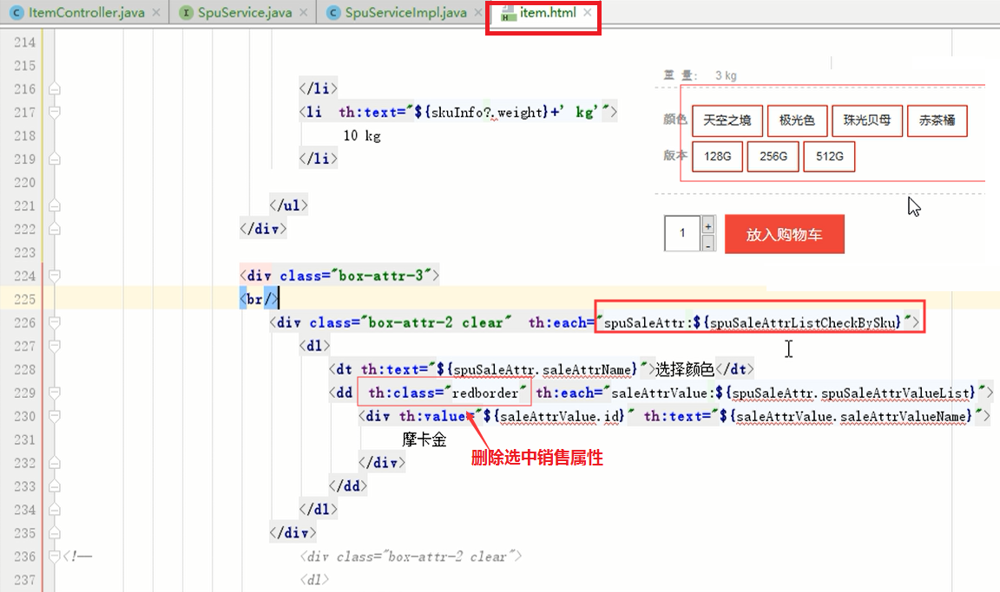 ItemController.java
SpuService.java
SpuServiceImpl.java
item.html
214
215
216 </li>
217 <li th:text="${skuInfo?.weight}+' kg'">
218 10 kg
219 </li>
220
221 </ul>
222 </div>
223
224 <div class="box-attr-3">
225 <br/>
226 <div class="box-attr-2 clear" th:each="spuSaleAttr:${spuSaleAttrListCheckBySku}">
227 <dl>
228 <dt th:text="${spuSaleAttr.saleAttrName}">选择颜色</dt>
229 <dd th:class="redborder" th:each="saleAttrValue:${spuSaleAttr.spuSaleAttrValueList}">
230 <div th:value="${saleAttrValue.id}" th:text="${saleAttrValue.saleAttrValueName}">
231 摩卡金
232 </div>
233 </dd>
234 </dl>
235 </div>
236 <!-- <div class="box-attr-2 clear">
237 <dl>
删除选中销售属性
重 量: 3 kg
颜色 天空之境 极光色 珠光贝母 赤茶橘
版本 128G 256G 512G
1 + -
放入购物车